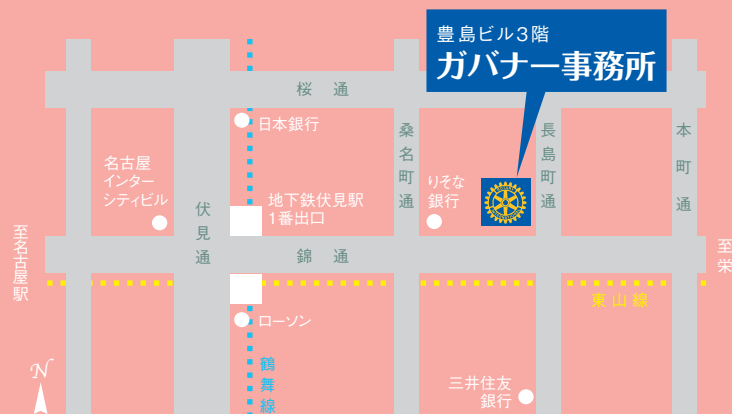 豊島ビル3階
ガバナー事務所
桜通
日本銀行
名古屋
インター
シティビル
伏見通
地下鉄伏見駅
1番出口
桑名町通
りそな
銀行
長島町通
本町通
至名古屋駅
錦通
至栄
東山線
ローソン
鶴舞線
三井住友
銀行
N